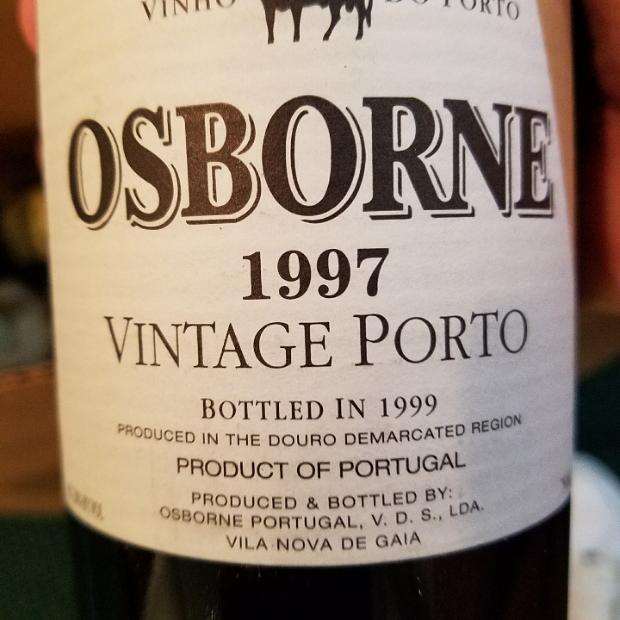 VINHO DO PORTO
OSBORNE
1997
VINTAGE PORTO
BOTTLED IN 1999
PRODUCED IN THE DOURO DEMARCATED REGION
PRODUCT OF PORTUGAL
PRODUCED & BOTTLED BY:
OSBORNE PORTUGAL, V. D. S., LDA.
VILA NOVA DE GAIA